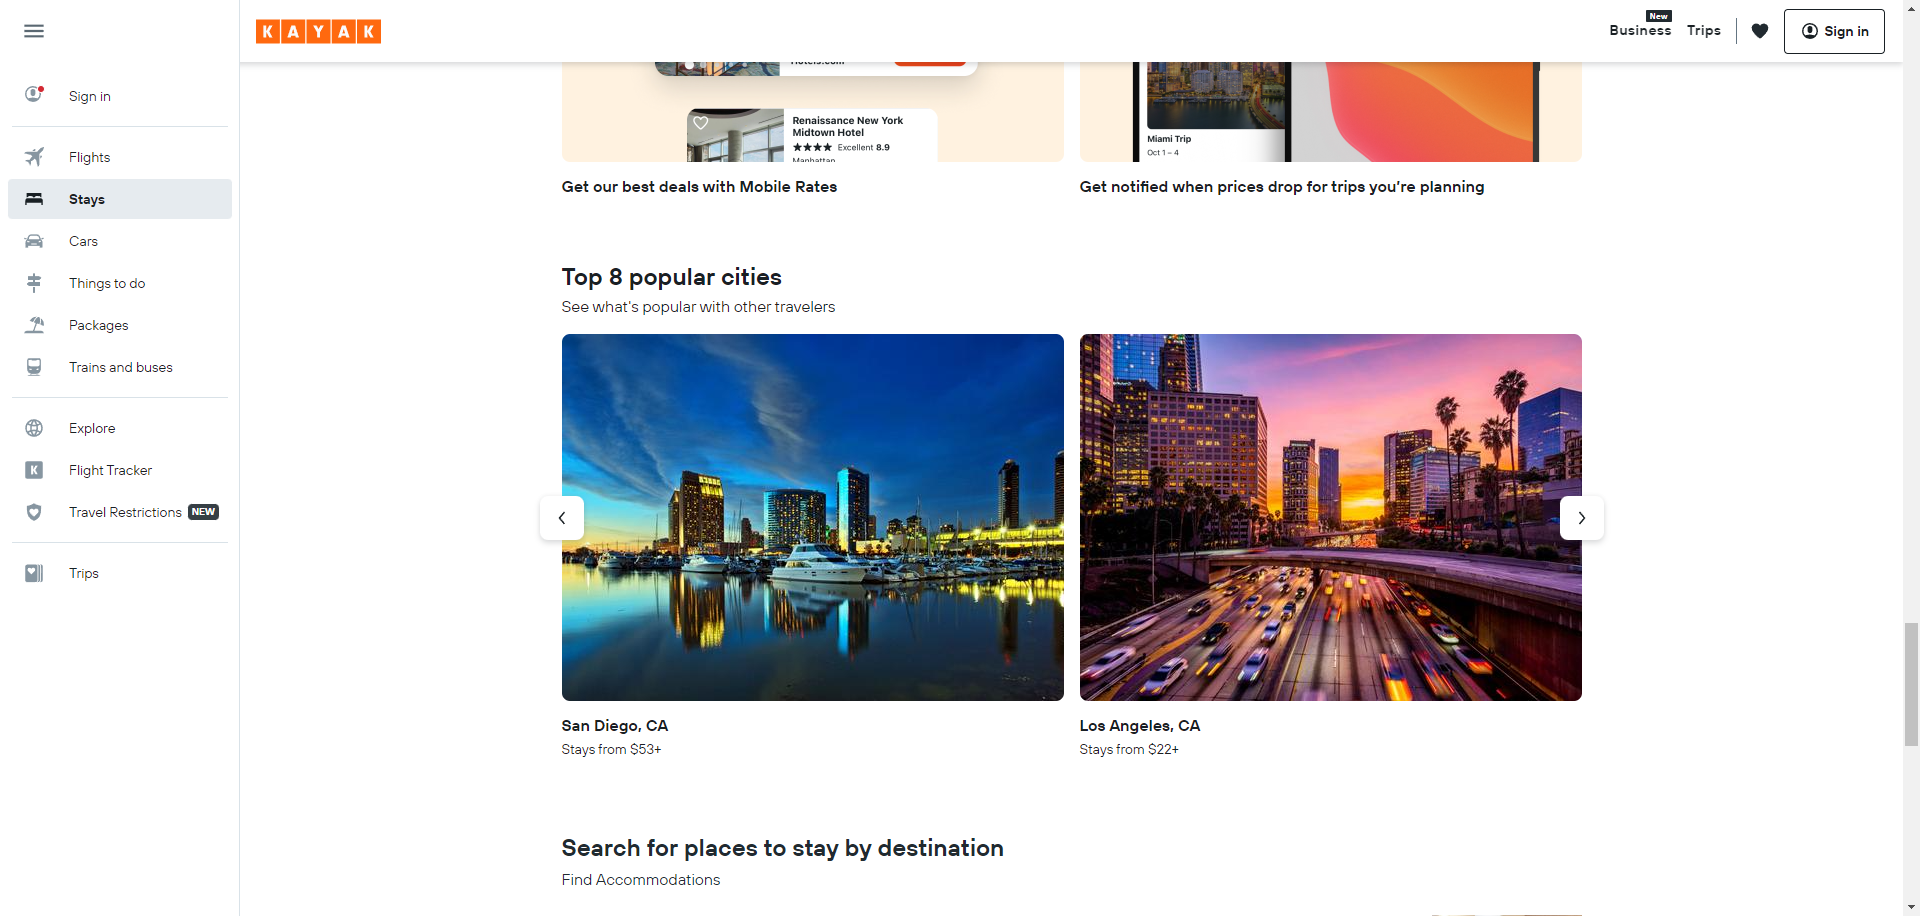 KAYAK
New
Business
Trips
Sign in
Sign in
Flights
Stays
Cars
Things to do
Packages
Trains and buses
Explore
Flight Tracker
Travel Restrictions NEW
Trips
Hotels.com
Renaissance New York
Midtown Hotel
Excellent 8.9
Manhattan
Miami Trip
Oct 1 – 4
Get our best deals with Mobile Rates
Get notified when prices drop for trips you’re planning
Top 8 popular cities
See what's popular with other travelers
San Diego, CA
Stays from $53+
Los Angeles, CA
Stays from $22+
Search for places to stay by destination
Find Accommodations